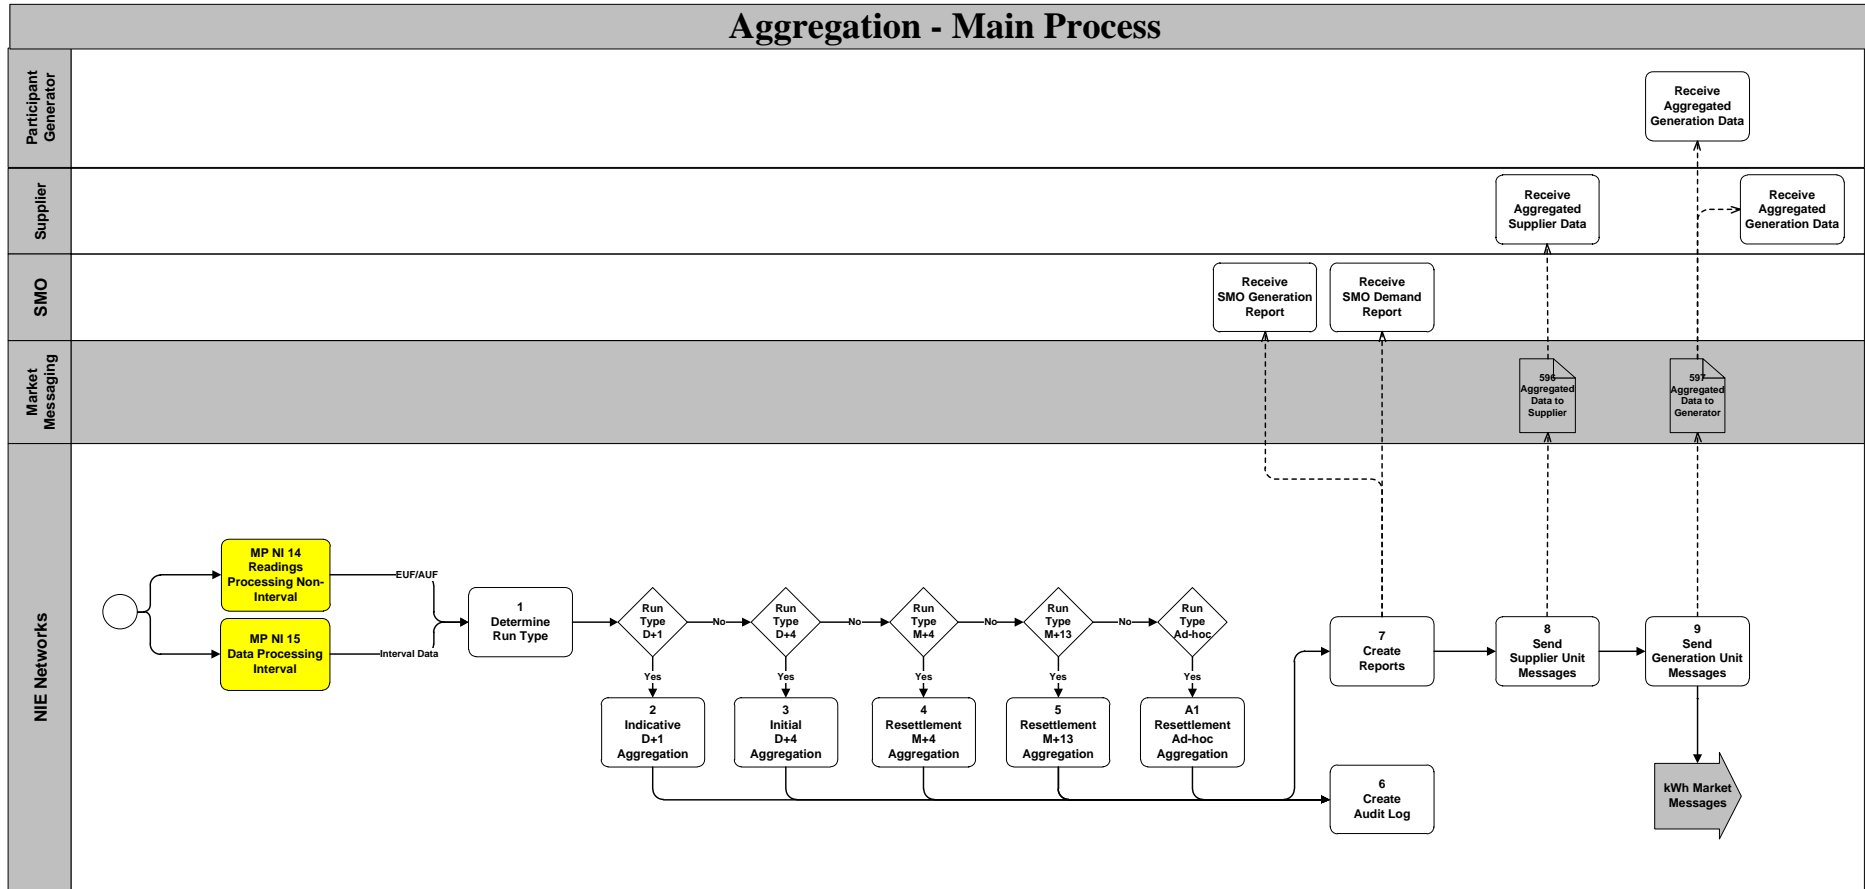 Aggregation - Main Process
Participant
Generator
Receive
Aggregated
Generation Data
Supplier
Receive
Aggregated
Supplier Data
Receive
Aggregated
Generation Data
SMO
Receive
SMO Generation
Report
Receive
SMO Demand
Report
Market
Messaging
596
Aggregated
Data to
Supplier
597
Aggregated
Data to
Generator
NIE Networks
MP NI 14
Readings
Processing Non-
Interval
EUF/AUF
MP NI 15
Data Processing
Interval
Interval Data
1
Determine
Run Type
Run
Type
D+1
No
Run
Type
D+4
No
Run
Type
M+4
No
Run
Type
M+13
No
Run
Type
Ad-hoc
Yes
Yes
Yes
Yes
Yes
2
Indicative
D+1
Aggregation
3
Initial
D+4
Aggregation
4
Resettlement
M+4
Aggregation
5
Resettlement
M+13
Aggregation
A1
Resettlement
Ad-hoc
Aggregation
7
Create
Reports
8
Send
Supplier Unit
Messages
9
Send
Generation Unit
Messages
6
Create
Audit Log
kWh Market
Messages